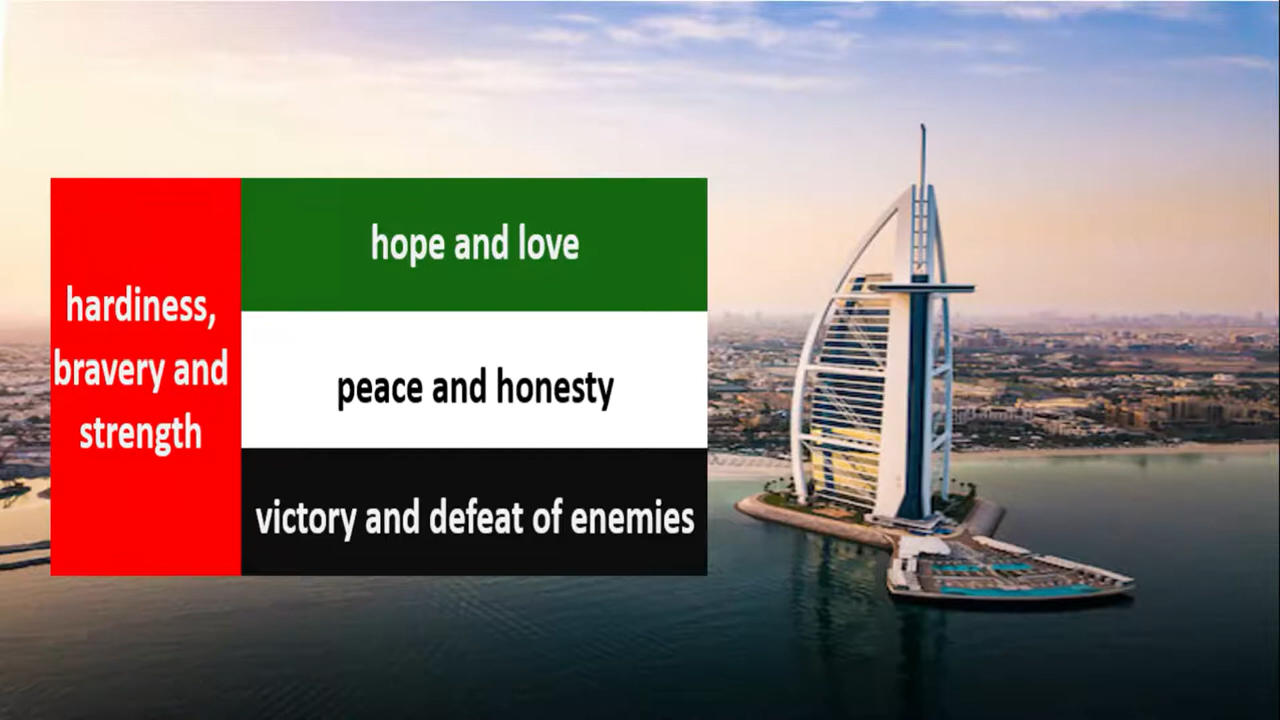 hardiness,
bravery and
strength
hope and love
peace and honesty
victory and defeat of enemies